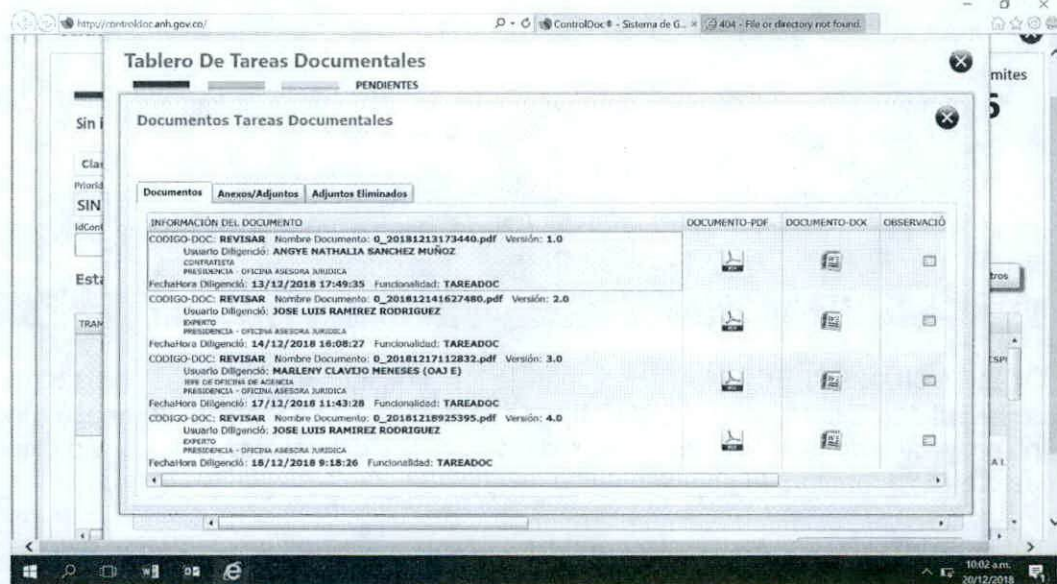 http://controldoc.anh.gov.co/
ControlDoc® - Sistema de G...
404 - File or directory not found.
Tablero De Tareas Documentales
PENDIENTES
mites
Sin i
Documentos Tareas Documentales
Cla
Priorid
SIN
IdCont
Esta
TRAM
Documentos Anexos/Adjuntos Adjuntos Eliminados
INFORMACIÓN DEL DOCUMENTO DOCUMENTO-PDF DOCUMENTO-DOX OBSERVACIÓ
CODIGO-DOC: REVISAR Nombre Documento: 0_20181213173440.pdf Versión: 1.0
Usuario Diligenció: ANGYE NATHALIA SANCHEZ MUÑOZ
CONTRATISTA
PRESIDENCIA - OFICINA ASESORA JURIDICA
FechaHora Diligenció: 13/12/2018 17:49:35 Funcionalidad: TAREADOC
CODIGO-DOC: REVISAR Nombre Documento: 0_201812141627480.pdf Versión: 2.0
Usuario Diligenció: JOSE LUIS RAMIREZ RODRIGUEZ
EXPERTO
PRESIDENCIA - OFICINA ASESORA JURIDICA
FechaHora Diligenció: 14/12/2018 16:08:27 Funcionalidad: TAREADOC
CODIGO-DOC: REVISAR Nombre Documento: 0_20181217112832.pdf Versión: 3.0
Usuario Diligenció: MARLENY CLAVIJO MENESES (OAJ E)
JEFE DE OFICINA DE AGENCIA
PRESIDENCIA - OFICINA ASESORA JURIDICA
FechaHora Diligenció: 17/12/2018 11:43:28 Funcionalidad: TAREADOC
CODIGO-DOC: REVISAR Nombre Documento: 0_20181218925395.pdf Versión: 4.0
Usuario Diligenció: JOSE LUIS RAMIREZ RODRIGUEZ
EXPERTO
PRESIDENCIA - OFICINA ASESORA JURIDICA
FechaHora Diligenció: 18/12/2018 9:18:26 Funcionalidad: TAREADOC
tros
ESPI
10:02 a.m.
20/12/2018